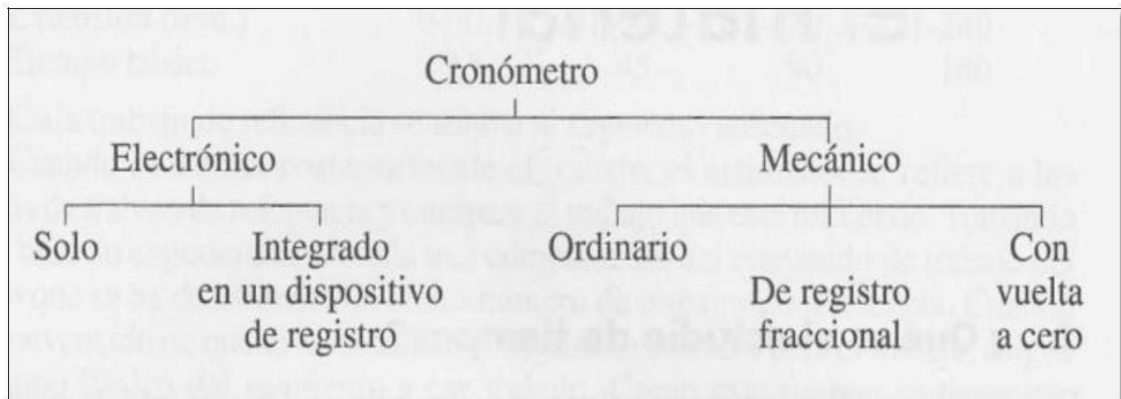 Cronómetro
Electrónico Mecánico
Solo Integrado Ordinario Con
en un dispositivo De registro vuelta
de registro fraccional a cero